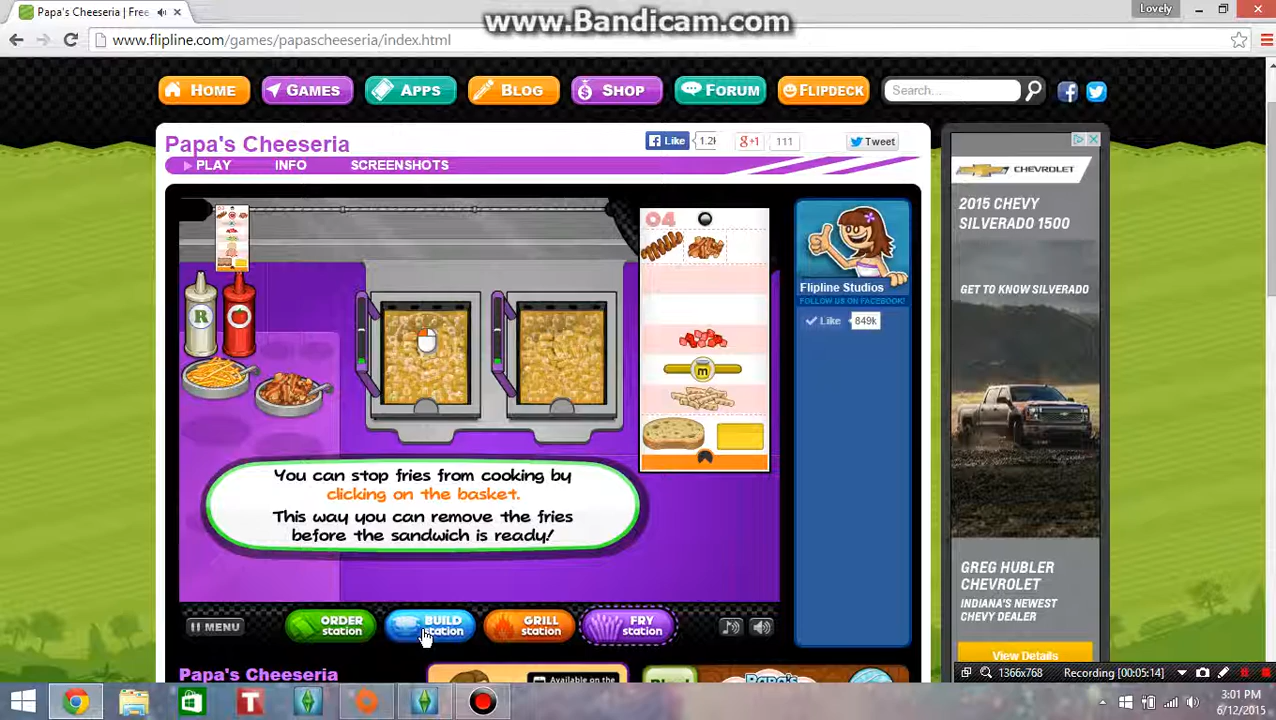 www.Bandicam.com
Papa's Cheeseria | Free
Lovely
www.flipline.com/games/papascheeseria/index.html
HOME
GAMES
APPS
BLOG
SHOP
FORUM
FLIPDECK
Search...
Papa's Cheeseria
Like
111
Tweet
PLAY
INFO
SCREENSHOTS
CHEVROLET
2015 CHEVY
SILVERADO 1500
GET TO KNOW SILVERADO
04
R
m
Flipline Studios
FOLLOW US ON FACEBOOK!
Like
849k
You can stop fries from cooking by
clicking on the basket.
This way you can remove the fries
before the sandwich is ready!
GREG HUBLER
CHEVROLET
INDIANA'S NEWEST
CHEVY DEALER
View Details
MENU
ORDER
station
BUILD
station
GRILL
station
FRY
station
Papa's Cheeseria
Available on the
Papa's
1366x768
Recording [00:05:14]
3:01 PM
6/12/2015